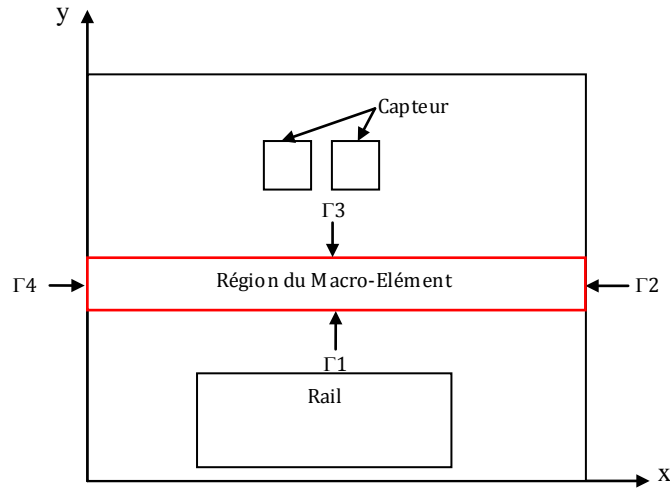 y
Capteur
Γ3
Région du Macro-Elément
Γ4
Γ2
Γ1
Rail
x